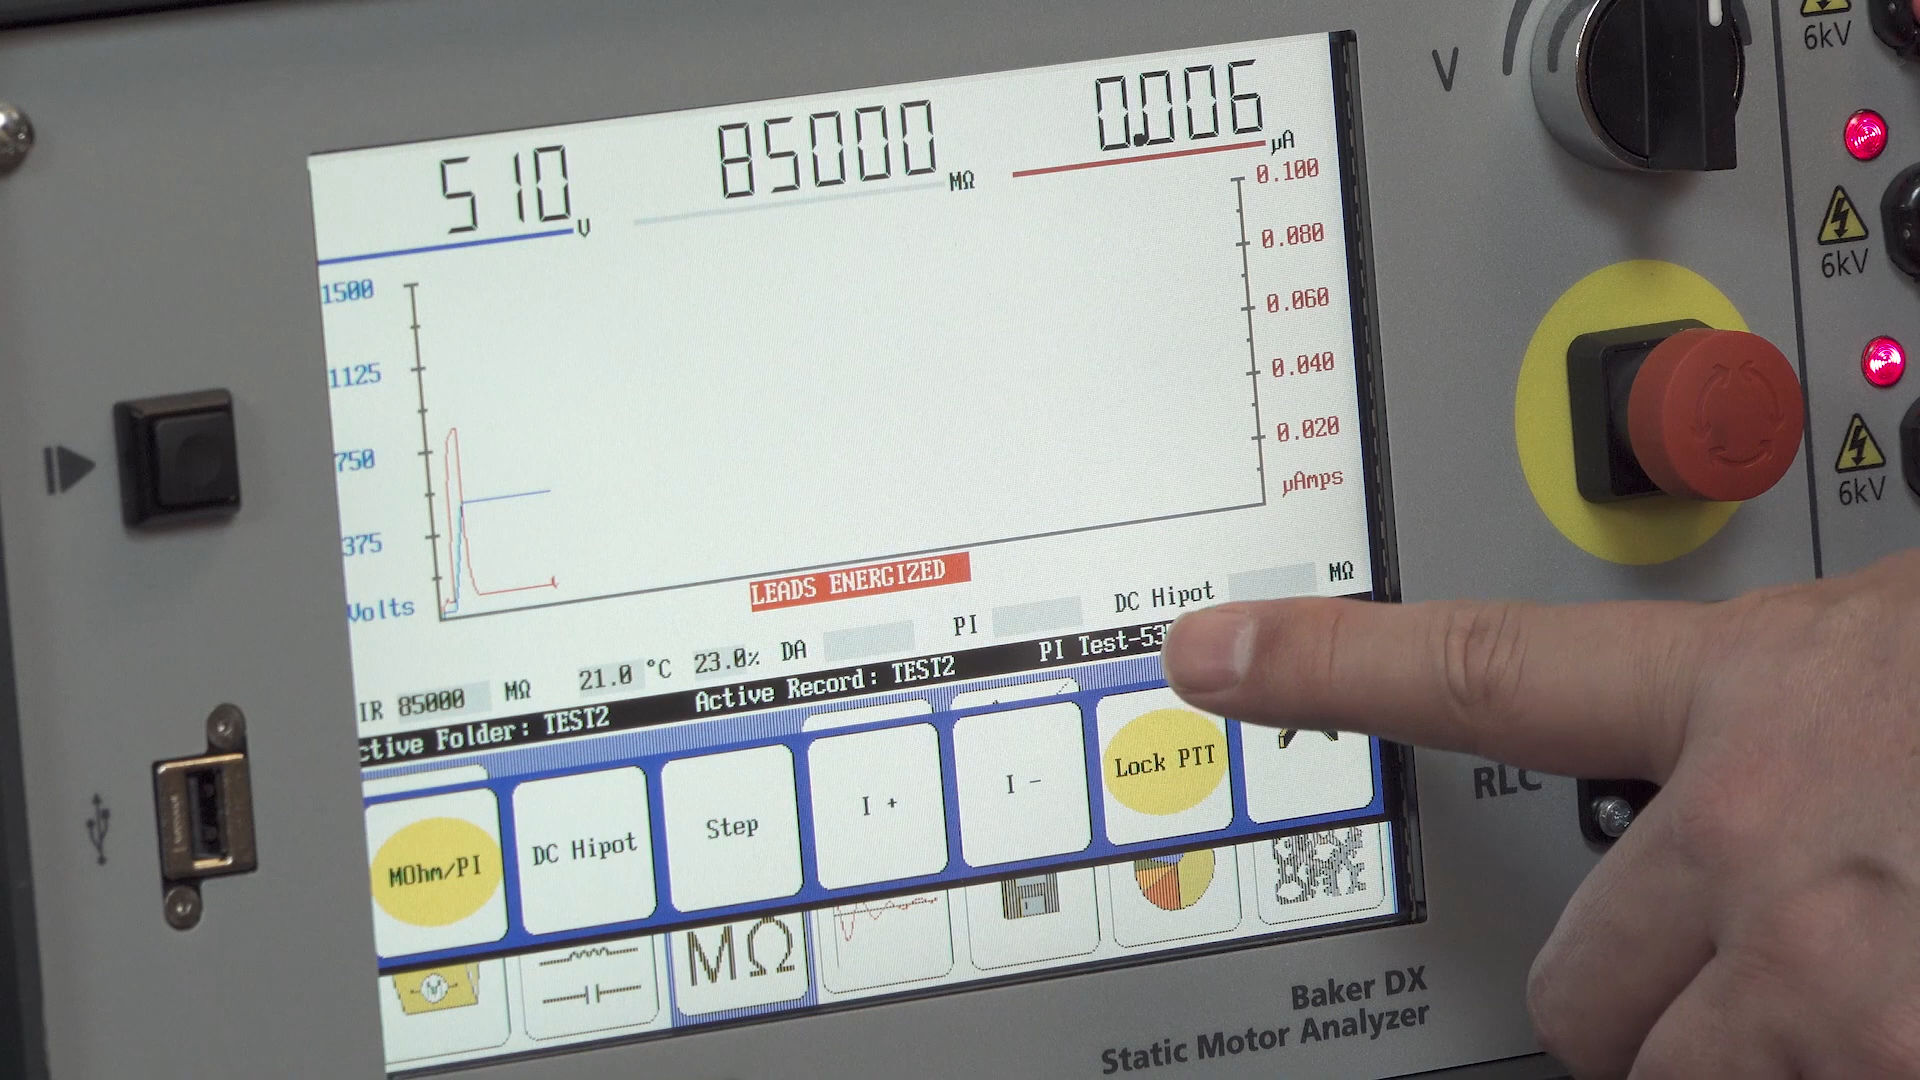 510 V
85000 MΩ
0.006 µA
1500
1125
750
375
Volts
0.100
0.080
0.060
0.040
0.020
µAmps
LEADS ENERGIZED
IR 85000 MΩ 21.0 °C 23.0% DA PI DC Hipot MΩ
ctive Folder: TEST2 Active Record: TEST2 PI Test-53
MOhm/PI
DC Hipot
Step
I +
I -
Lock PTT
MΩ
V
6kV
6kV
6kV
RLC
Baker DX
Static Motor Analyzer